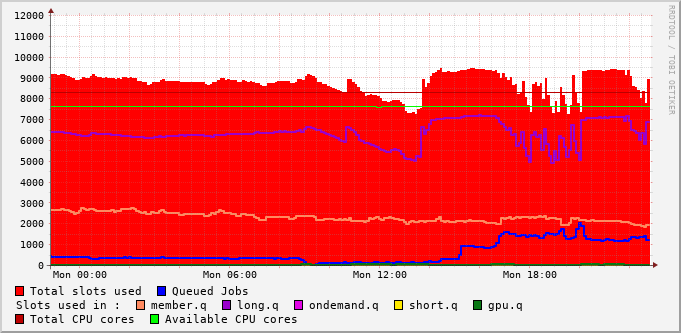 12000
11000
10000
9000
8000
7000
6000
5000
4000
3000
2000
1000
0
Mon 00:00 Mon 06:00 Mon 12:00 Mon 18:00
Total slots used Queued Jobs
Slots used in : member.q long.q ondemand.q short.q gpu.q
Total CPU cores Available CPU cores
RRDTOOL / TOBI OETIKER